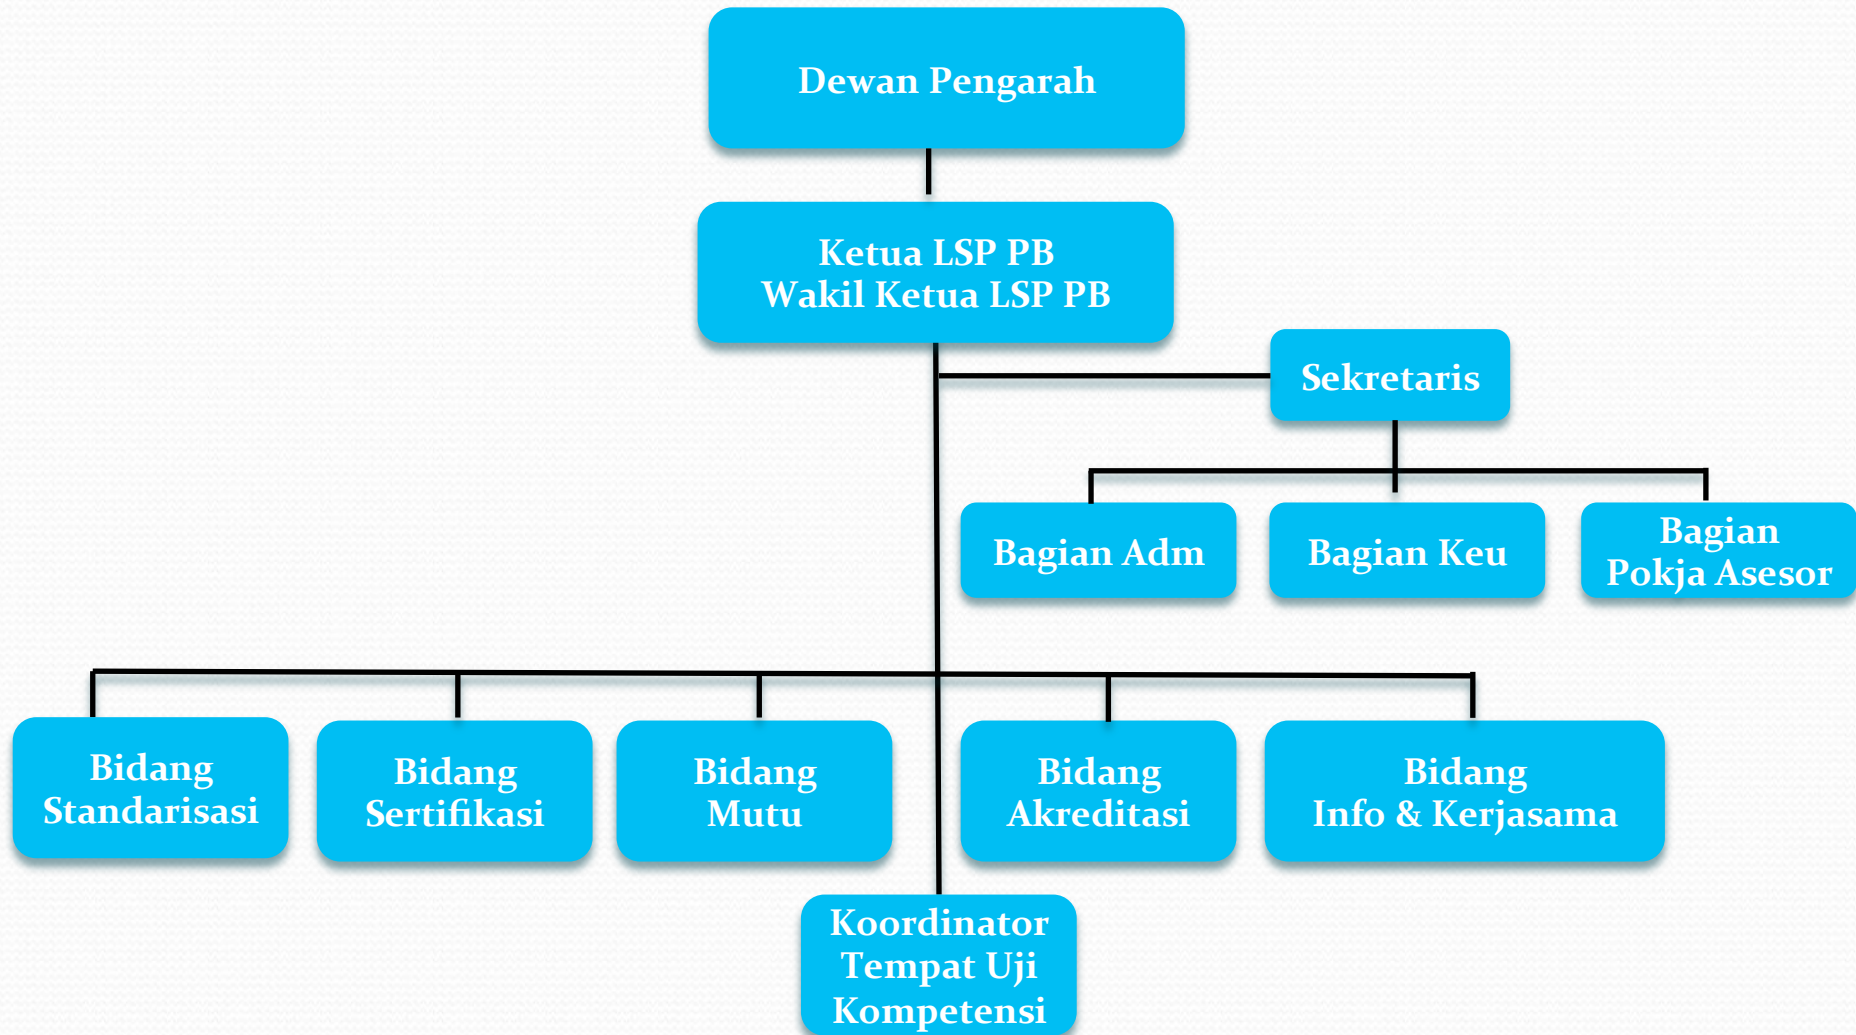 Dewan Pengarah
Ketua LSP PB
Wakil Ketua LSP PB
Sekretaris
Bagian Adm
Bagian Keu
Bagian
Pokja Asesor
Bidang
Standarisasi
Bidang
Sertifikasi
Bidang
Mutu
Bidang
Akreditasi
Bidang
Info & Kerjasama
Koordinator
Tempat Uji
Kompetensi